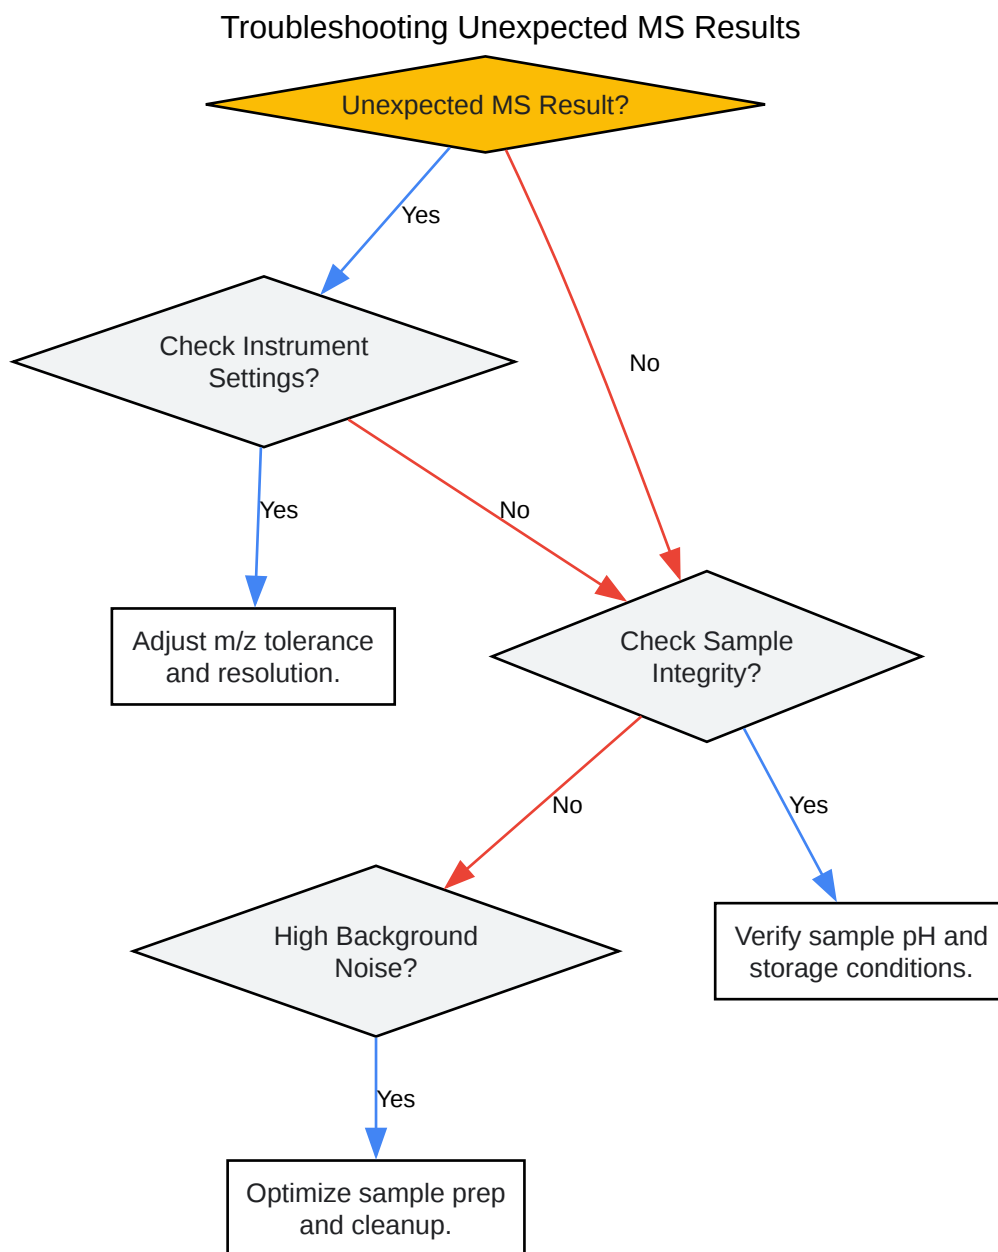 Troubleshooting Unexpected MS Results
Unexpected MS Result?
Yes
No
Check Instrument
Settings?
Yes
No
Adjust m/z tolerance
and resolution.
Check Sample
Integrity?
No
Yes
High Background
Noise?
Verify sample pH and
storage conditions.
Yes
Optimize sample prep
and cleanup.